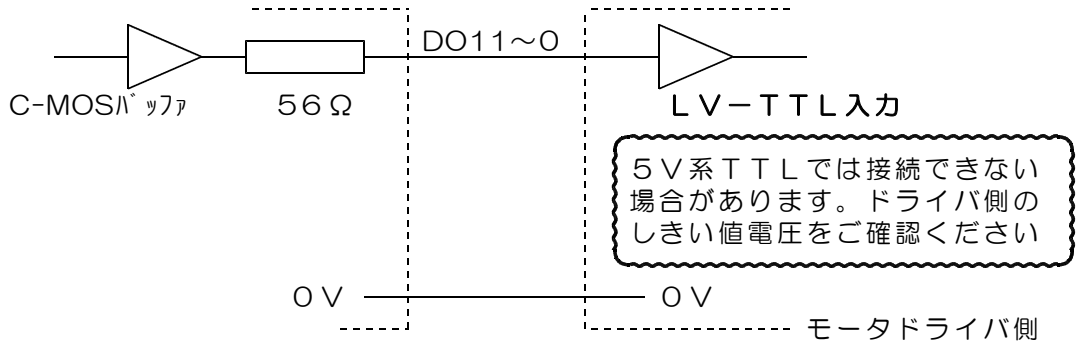 DO11～0
C-MOSﾊﾞｯﾌｧ
56Ω
LV－TTL入力
5V系TTLでは接続できない
場合があります。ドライバ側の
しきい値電圧をご確認ください
0V
0V
モータドライバ側